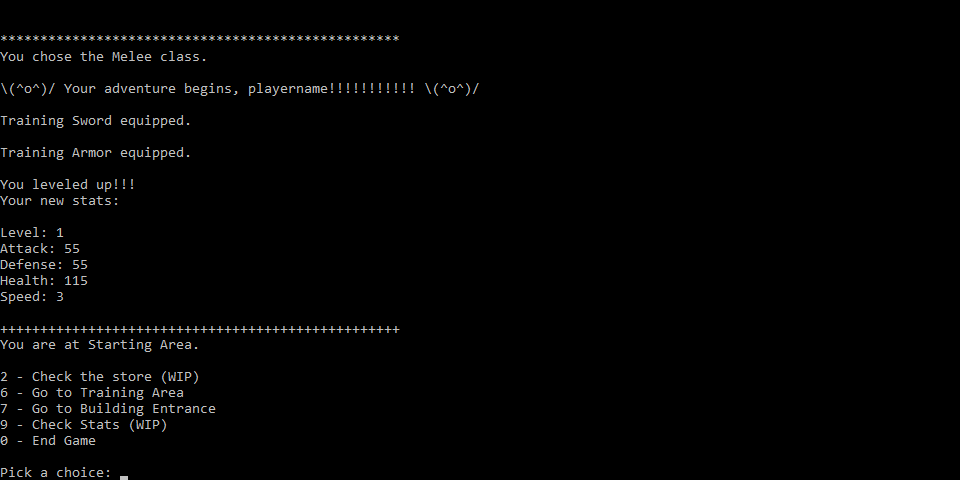 **************************************************
You chose the Melee class.
\(^o^)/ Your adventure begins, playername!!!!!!!!!!! \(^o^)/
Training Sword equipped.
Training Armor equipped.
You leveled up!!!
Your new stats:
Level: 1
Attack: 55
Defense: 55
Health: 115
Speed: 3
++++++++++++++++++++++++++++++++++++++++++++++++++
You are at Starting Area.
2 - Check the store (WIP)
6 - Go to Training Area
7 - Go to Building Entrance
9 - Check Stats (WIP)
0 - End Game
Pick a choice: